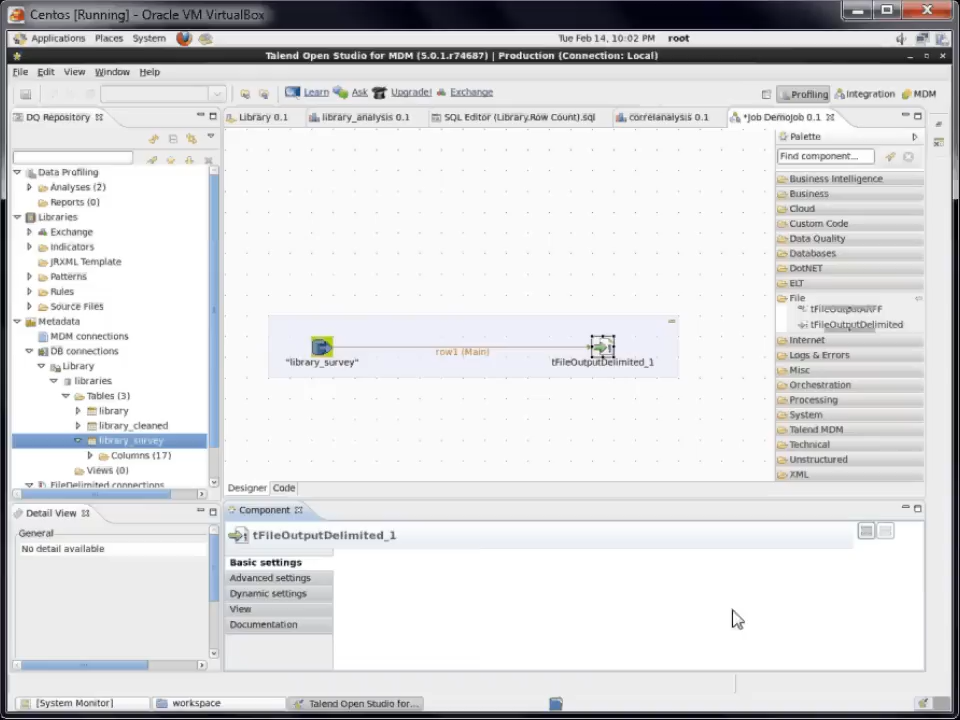 Centos [Running] - Oracle VM VirtualBox
Applications Places System Tue Feb 14, 10:02 PM root
Talend Open Studio for MDM (5.0.1.r74687) | Production (Connection: Local)
File Edit View Window Help
Learn Ask Upgrade! Exchange Profiling Integration MDM
DQ Repository Library 0.1 library_analysis 0.1 SQL Editor (Library.Row Count).sql correlanalysis 0.1 *Job DemoJob 0.1
Palette
Find component...
Data Profiling
Analyses (2)
Reports (0)
Libraries
Exchange
Indicators
JRXML Template
Patterns
Rules
Source Files
Metadata
MDM connections
DB connections
Library
libraries
Tables (3)
library
library_cleaned
library_survey
Columns (17)
Views (0)
FileDelimited connections
"library_survey"
row1 (Main)
tFileOutputDelimited_1
Business Intelligence
Business
Cloud
Custom Code
Data Quality
Databases
DotNET
ELT
File
tFileOutputARFF
tFileOutputDelimited
Internet
Logs & Errors
Misc
Orchestration
Processing
System
Talend MDM
Technical
Unstructured
XML
Designer Code
Detail View
General
No detail available
Component
tFileOutputDelimited_1
Basic settings
Advanced settings
Dynamic settings
View
Documentation
[System Monitor] workspace Talend Open Studio for...